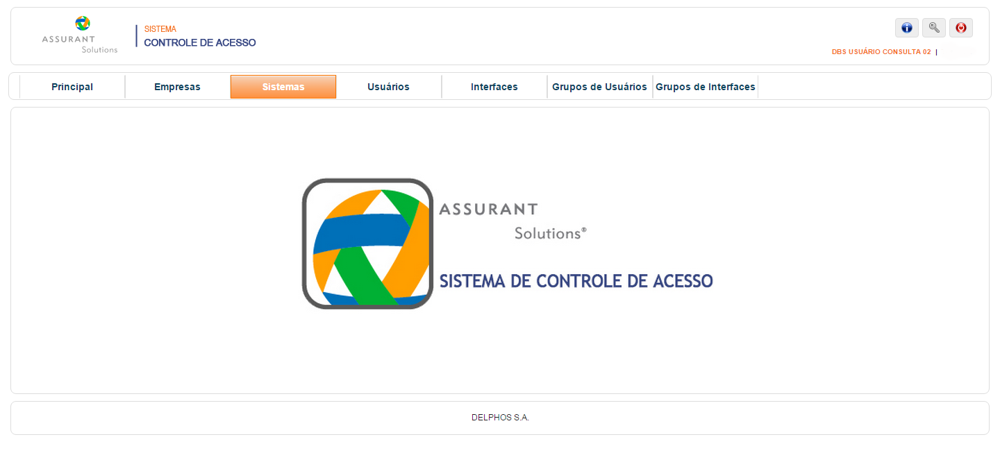 ASSURANT
Solutions
SISTEMA
CONTROLE DE ACESSO
DBS USUÁRIO CONSULTA 02 |
Principal Empresas Sistemas Usuários Interfaces Grupos de Usuários Grupos de Interfaces
ASSURANT
Solutions®
SISTEMA DE CONTROLE DE ACESSO
DELPHOS S.A.